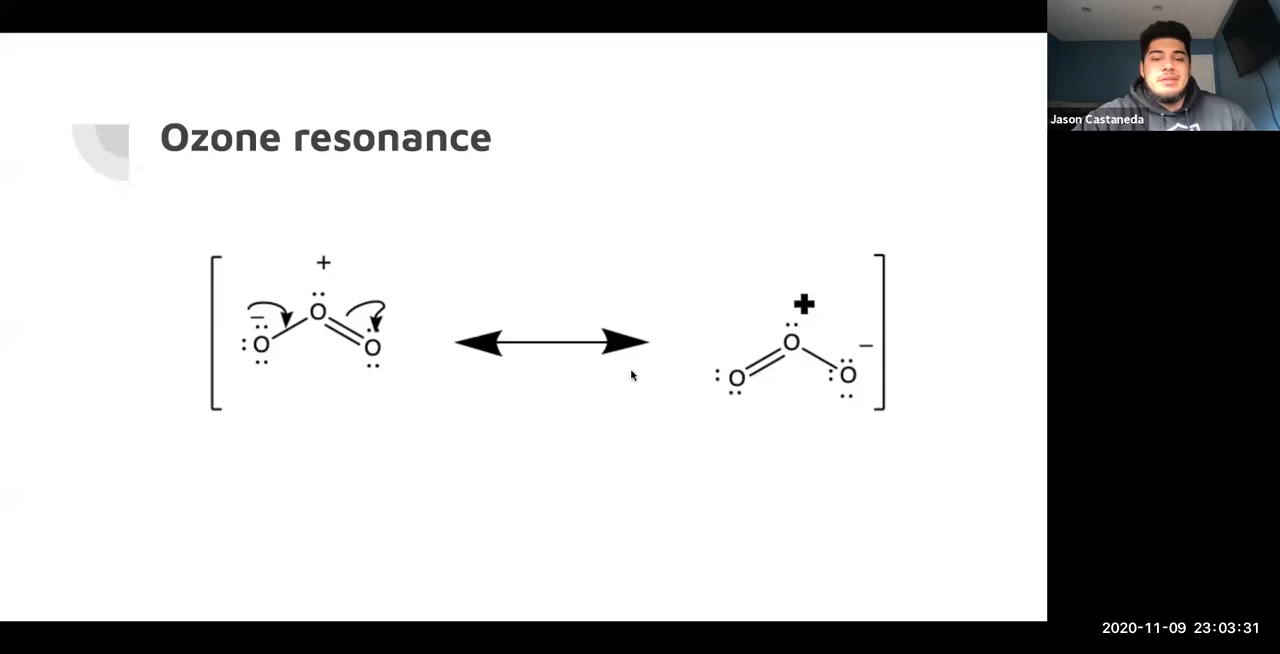 Ozone resonance
Jason Castaneda
+
O
–
O
O
+
O
–
O
O
2020-11-09 23:03:31